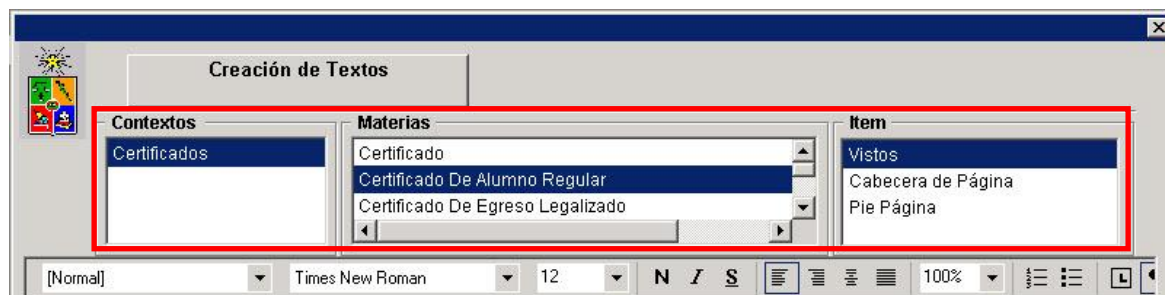 Creación de Textos
Contextos
Materias
Item
Certificados
Certificado
Vistos
Certificado De Alumno Regular
Cabecera de Página
Certificado De Egreso Legalizado
Pie Página
[Normal] Times New Roman 12 N I S 100%